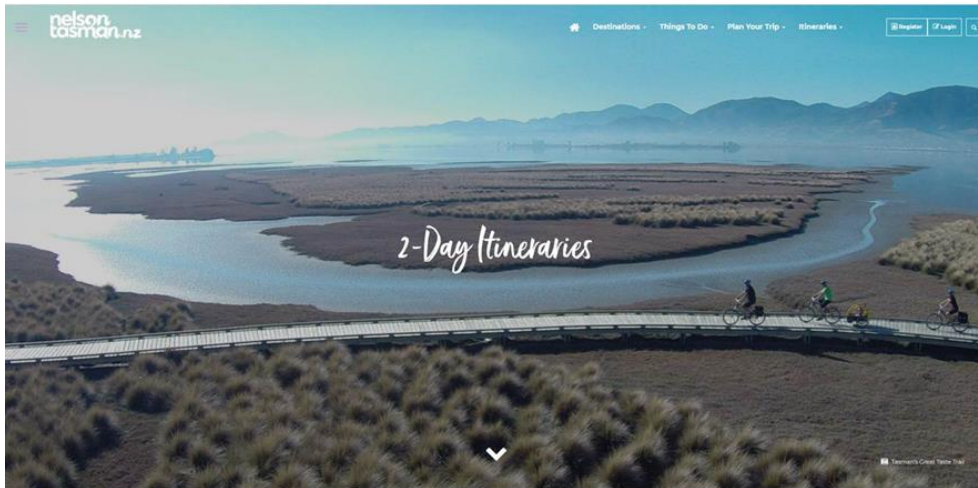 nelson
tasman.nz
Destinations Things To Do Plan Your Trip Itineraries
Register Login
2-Day Itineraries
Tasman's Great Taste Trail